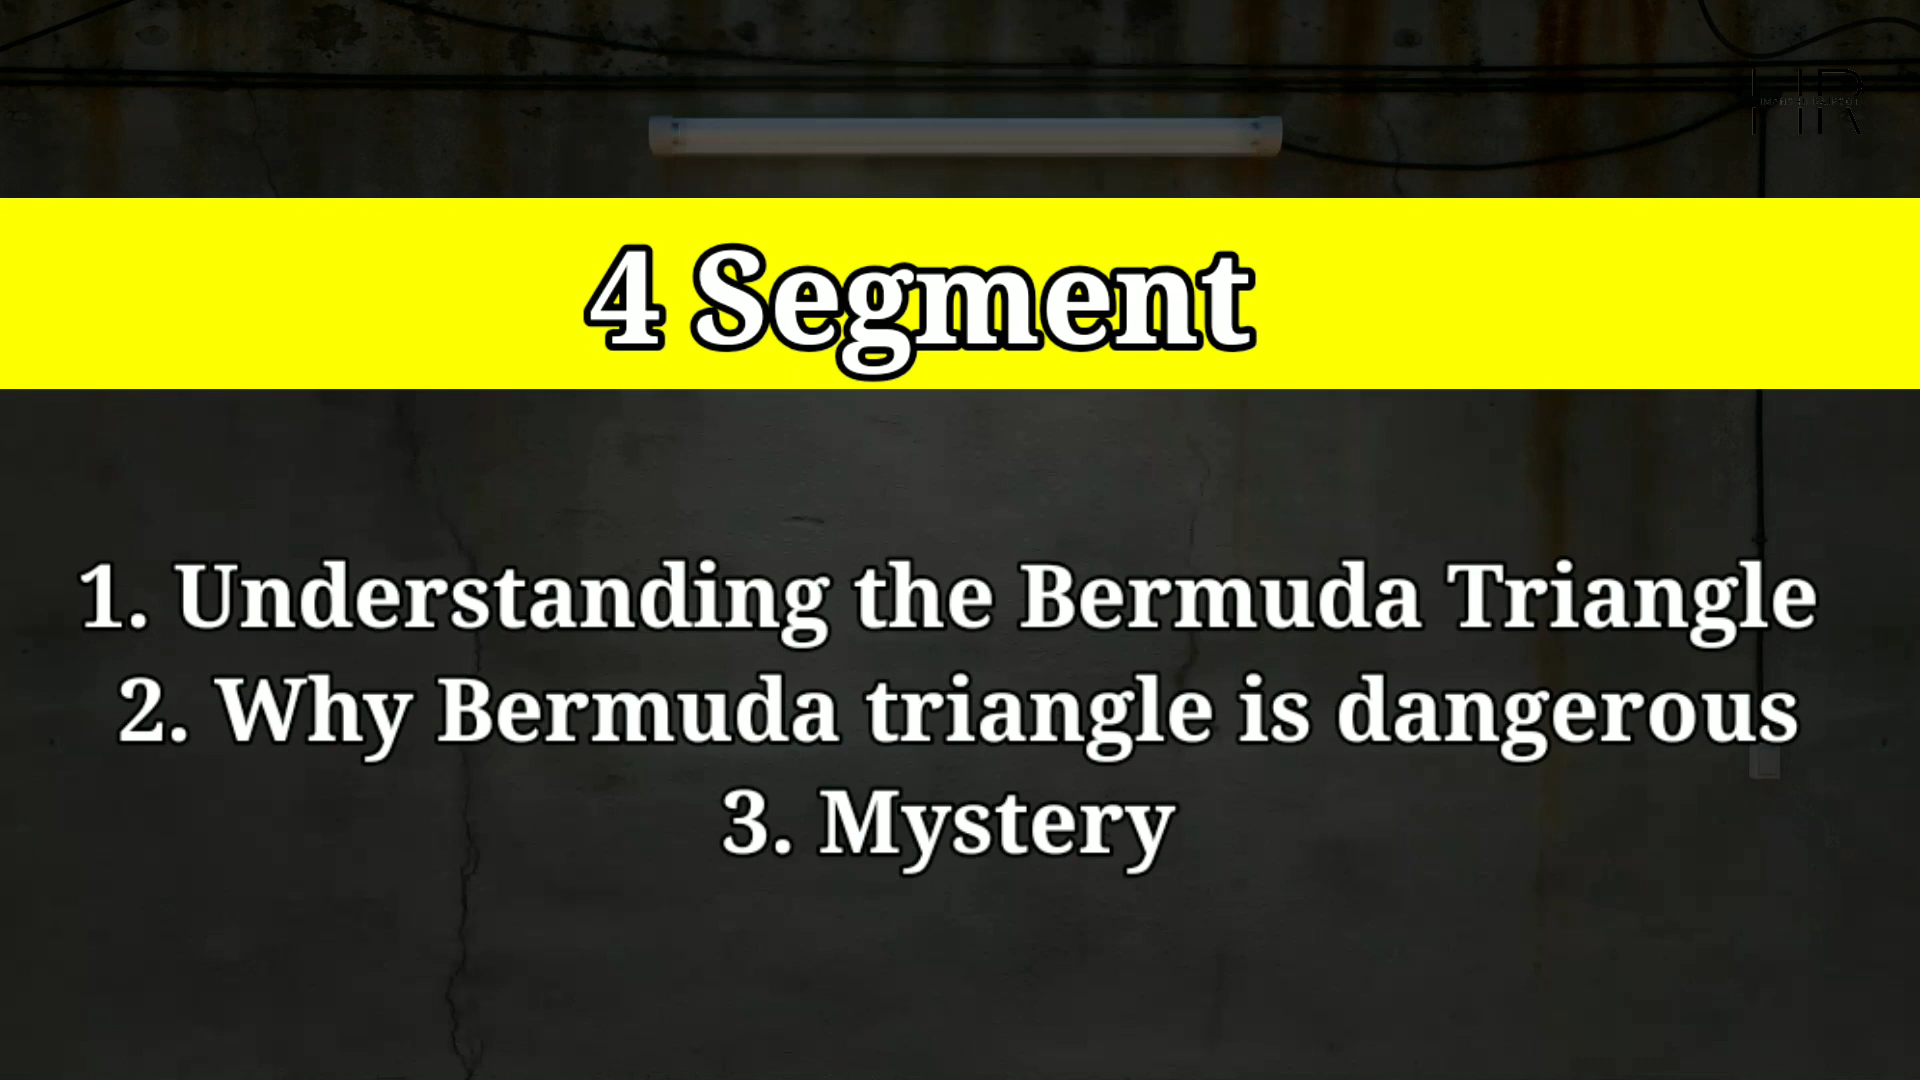 4 Segment
1. Understanding the Bermuda Triangle
2. Why Bermuda triangle is dangerous
3. Mystery